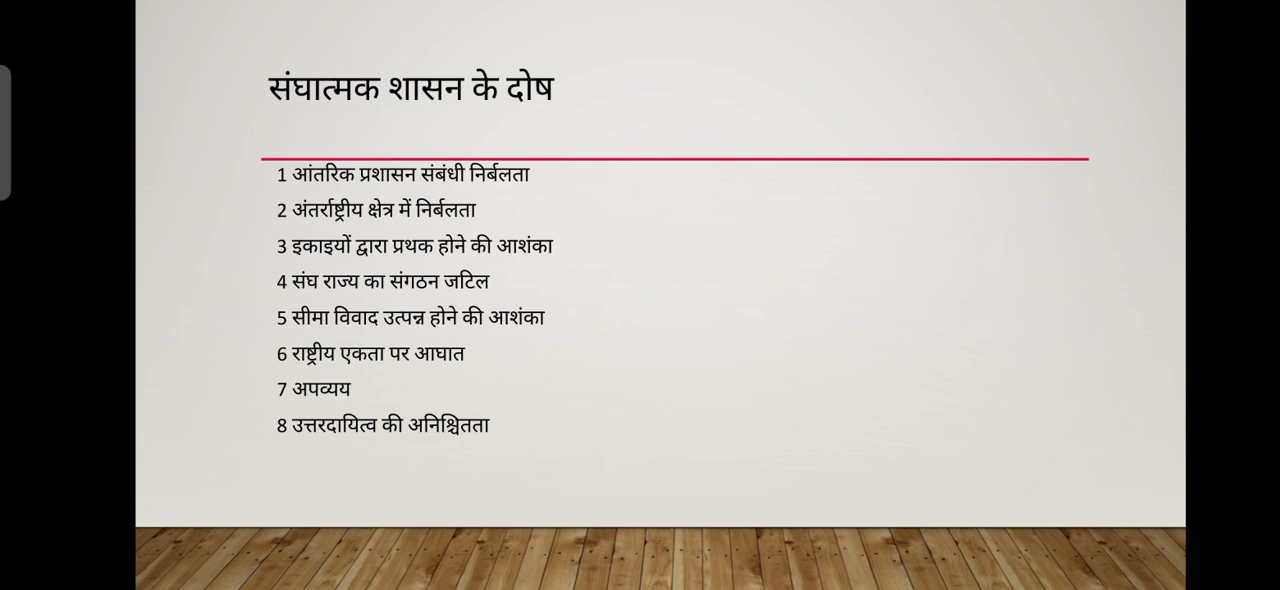 संघात्मक शासन के दोष
1 आंतरिक प्रशासन संबंधी निर्बलता
2 अंतर्राष्ट्रीय क्षेत्र में निर्बलता
3 इकाइयों द्वारा प्रथक होने की आशंका
4 संघ राज्य का संगठन जटिल
5 सीमा विवाद उत्पन्न होने की आशंका
6 राष्ट्रीय एकता पर आघात
7 अपव्यय
8 उत्तरदायित्व की अनिश्चितता